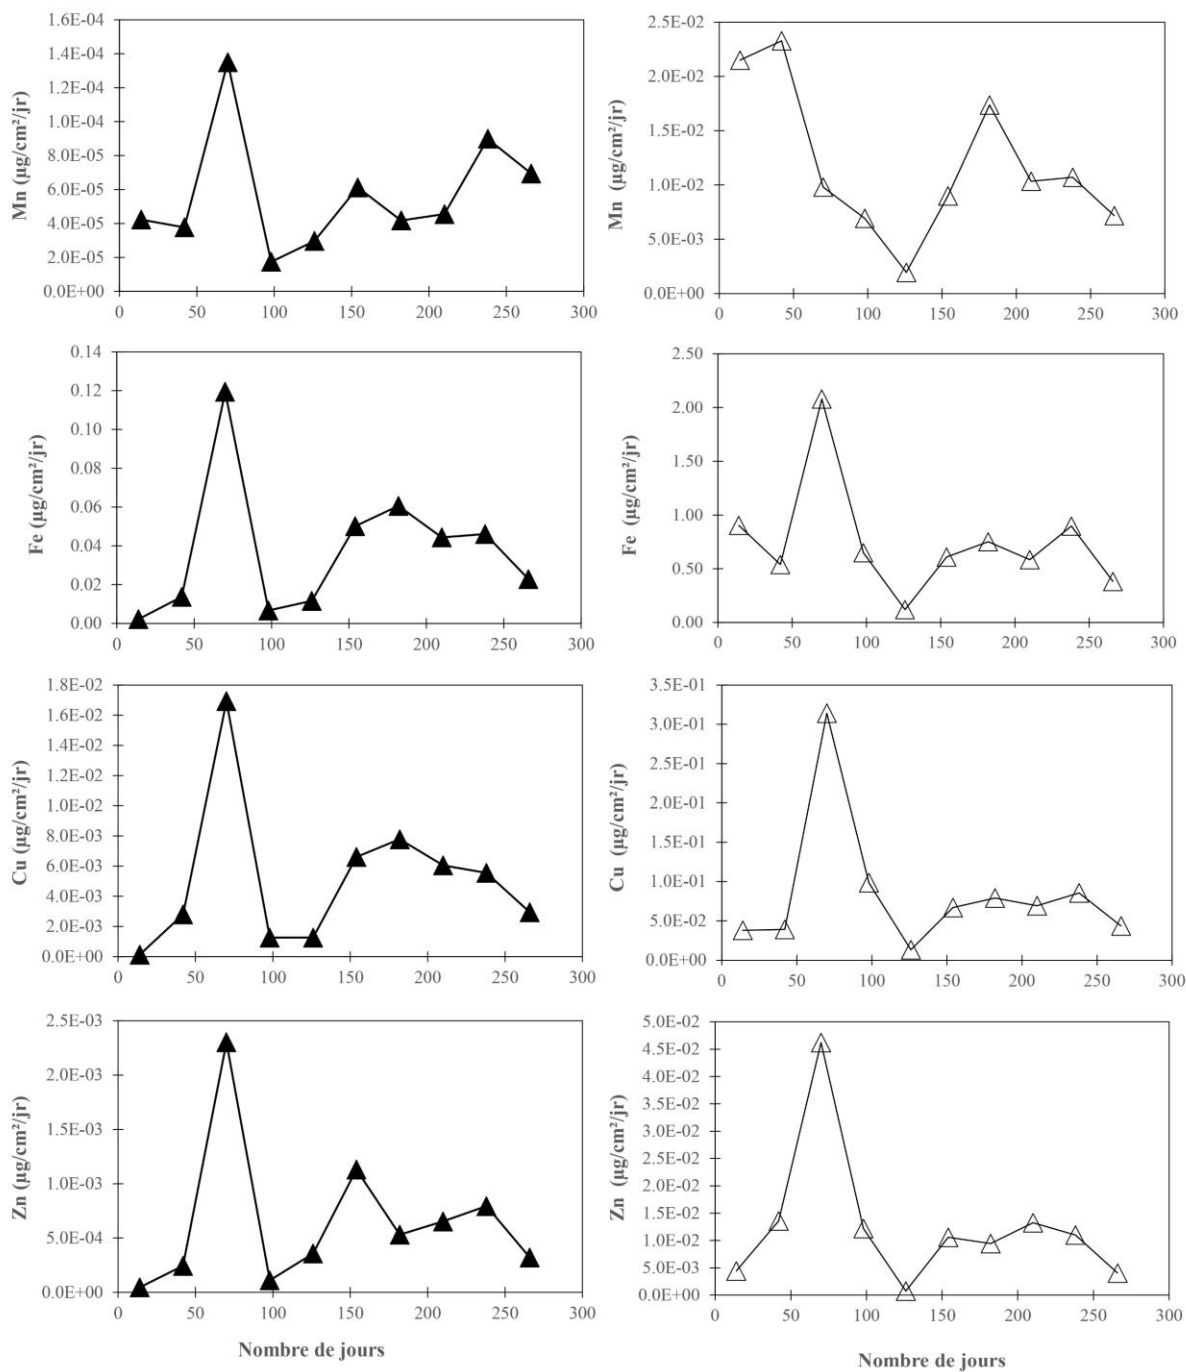 Mn (µg/cm²/jr)
1.6E-04
1.4E-04
1.2E-04
1.0E-04
8.0E-05
6.0E-05
4.0E-05
2.0E-05
0.0E+00
0 50 100 150 200 250 300
Mn (µg/cm²/jr)
2.5E-02
2.0E-02
1.5E-02
1.0E-02
5.0E-03
0.0E+00
0 50 100 150 200 250 300
Fe (µg/cm²/jr)
0.14
0.12
0.10
0.08
0.06
0.04
0.02
0.00
0 50 100 150 200 250 300
Fe (µg/cm²/jr)
2.50
2.00
1.50
1.00
0.50
0.00
0 50 100 150 200 250 300
Cu (µg/cm²/jr)
1.8E-02
1.6E-02
1.4E-02
1.2E-02
1.0E-02
8.0E-03
6.0E-03
4.0E-03
2.0E-03
0.0E+00
0 50 100 150 200 250 300
Cu (µg/cm²/jr)
3.5E-01
3.0E-01
2.5E-01
2.0E-01
1.5E-01
1.0E-01
5.0E-02
0.0E+00
0 50 100 150 200 250 300
Zn (µg/cm²/jr)
2.5E-03
2.0E-03
1.5E-03
1.0E-03
5.0E-04
0.0E+00
0 50 100 150 200 250 300
Nombre de jours
Zn (µg/cm²/jr)
5.0E-02
4.5E-02
4.0E-02
3.5E-02
3.0E-02
2.5E-02
2.0E-02
1.5E-02
1.0E-02
5.0E-03
0.0E+00
0 50 100 150 200 250 300
Nombre de jours